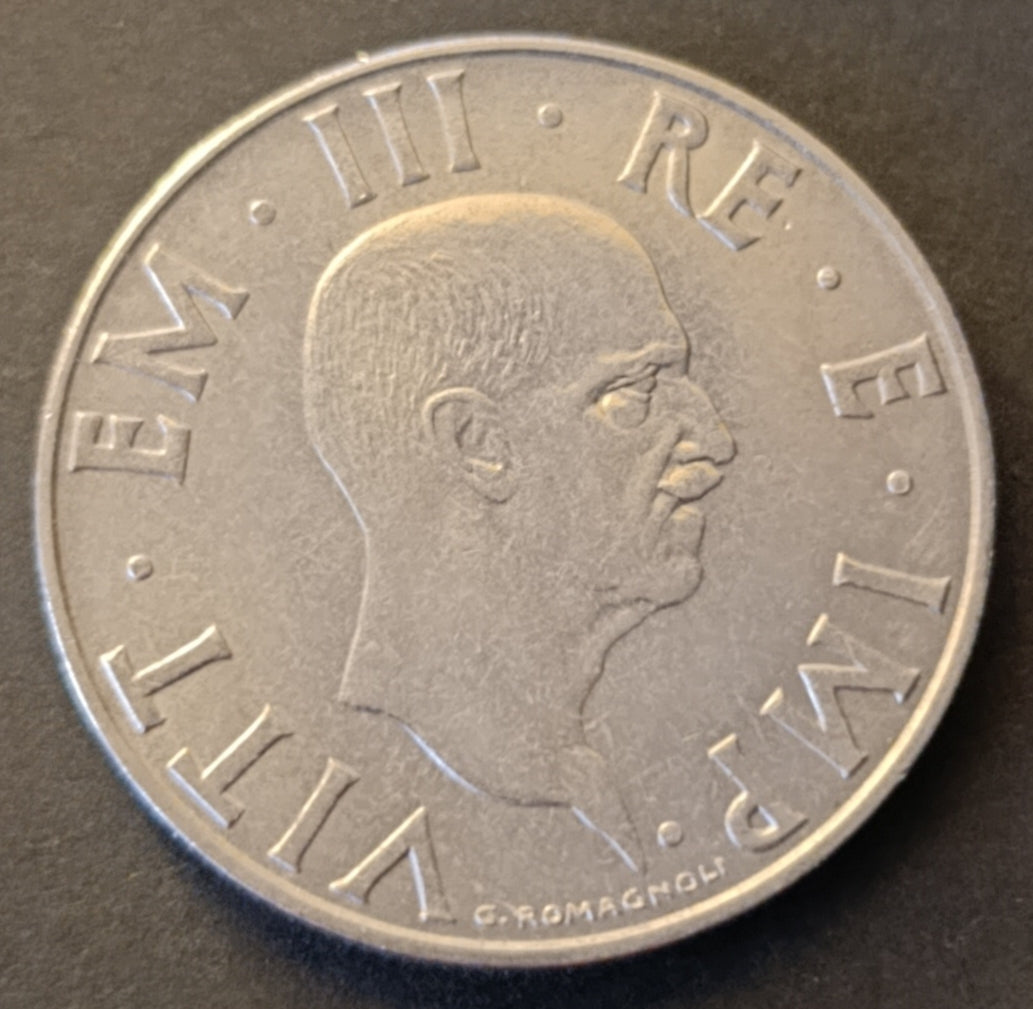 VITT · EM · III · RE · E · IMP ·
G. ROMAGNOLI